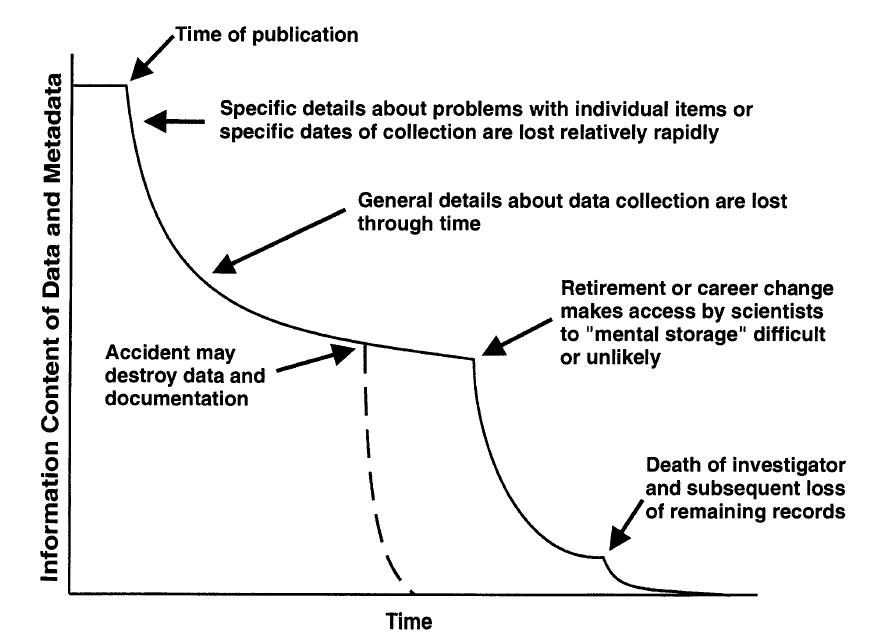 Time of publication
Specific details about problems with individual items or
specific dates of collection are lost relatively rapidly
General details about data collection are lost
through time
Retirement or career change
makes access by scientists
to "mental storage" difficult
or unlikely
Accident may
destroy data and
documentation
Death of investigator
and subsequent loss
of remaining records
Information Content of Data and Metadata
Time